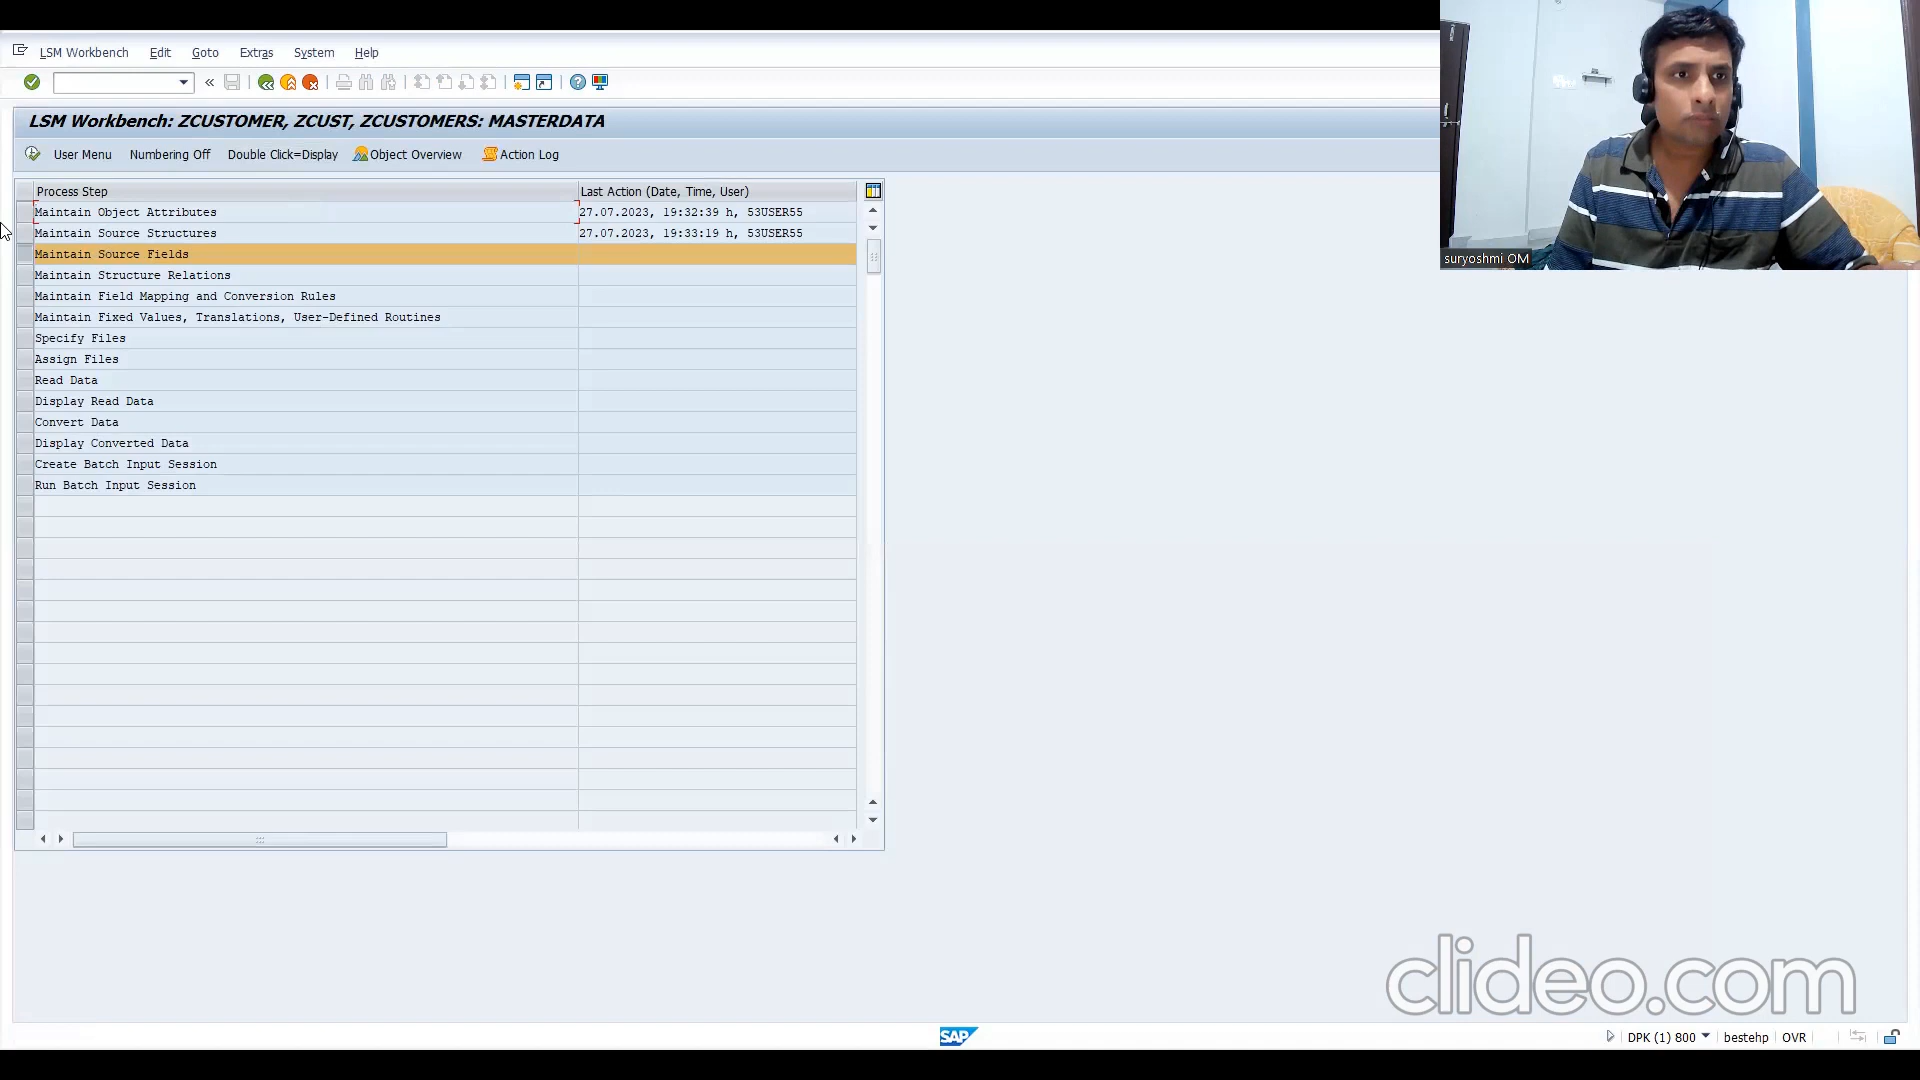 LSM Workbench Edit Goto Extras System Help
LSM Workbench: ZCUSTOMER, ZCUST, ZCUSTOMERS: MASTERDATA
User Menu Numbering Off Double Click=Display Object Overview Action Log
Process Step Last Action (Date, Time, User)
Maintain Object Attributes 27.07.2023, 19:32:39 h, 53USER55
Maintain Source Structures 27.07.2023, 19:33:19 h, 53USER55
Maintain Source Fields
Maintain Structure Relations
Maintain Field Mapping and Conversion Rules
Maintain Fixed Values, Translations, User-Defined Routines
Specify Files
Assign Files
Read Data
Display Read Data
Convert Data
Display Converted Data
Create Batch Input Session
Run Batch Input Session
suryoshmi OM
clideo.com
SAP
DPK (1) 800 bestehp OVR